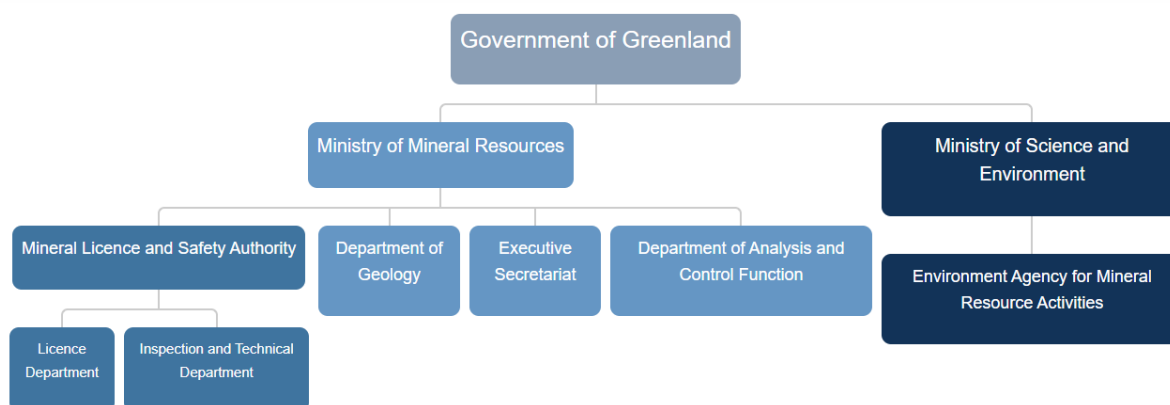 Government of Greenland
Ministry of Mineral Resources
Ministry of Science and
Environment
Mineral Licence and Safety Authority
Department of
Geology
Executive
Secretariat
Department of Analysis and
Control Function
Environment Agency for Mineral
Resource Activities
Licence
Department
Inspection and Technical
Department